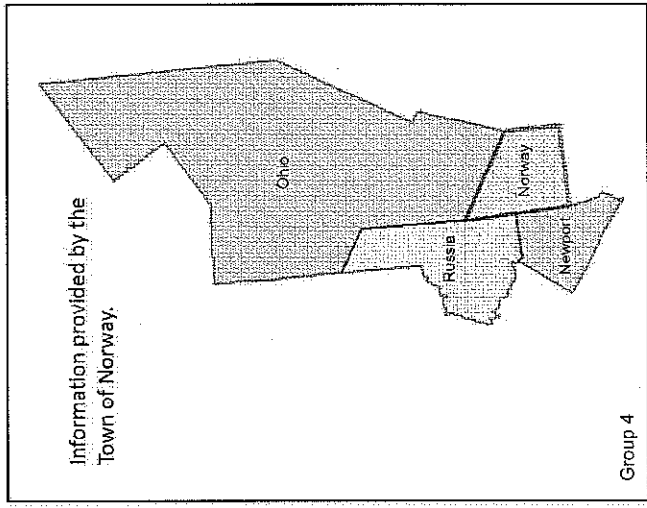 Information provided by the
Town of Norway.
Ohio
Russia
Norway
Newport
Group 4